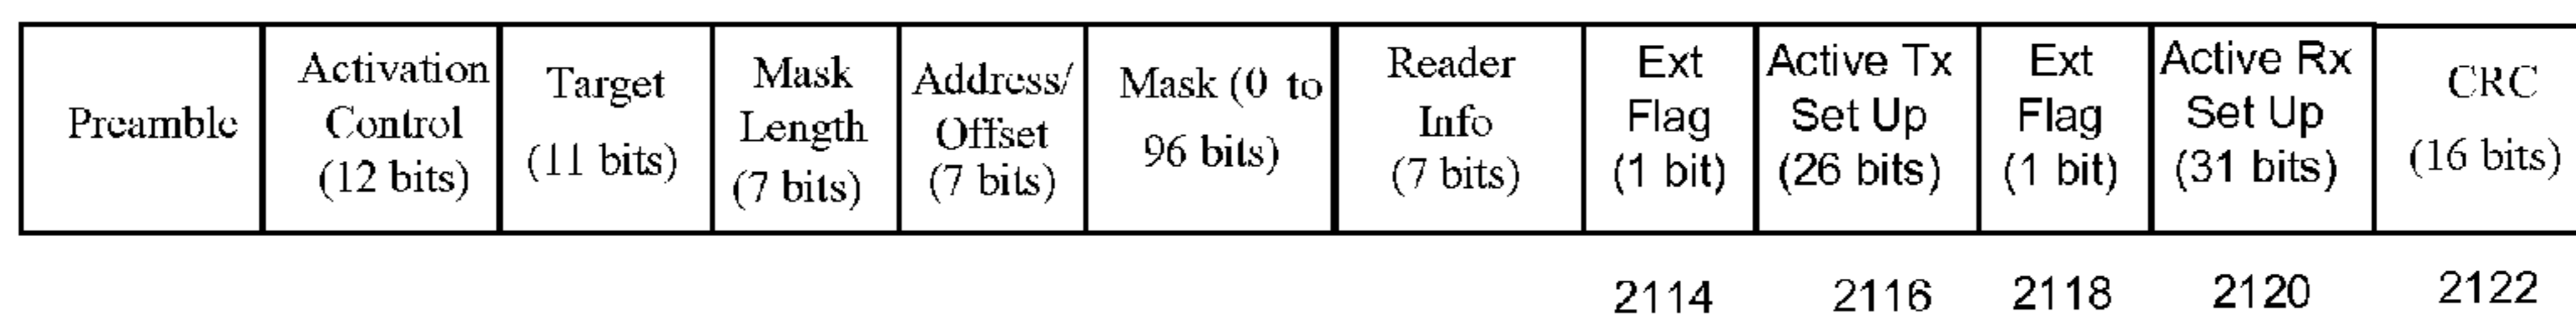 Preamble
Activation
Control
(12 bits)
Target
(11 bits)
Mask
Length
(7 bits)
Address/
Offset
(7 bits)
Mask (0 to
96 bits)
Reader
Info
(7 bits)
Ext
Flag
(1 bit)
Active Tx
Set Up
(26 bits)
Ext
Flag
(1 bit)
Active Rx
Set Up
(31 bits)
CRC
(16 bits)
2114 2116 2118 2120 2122